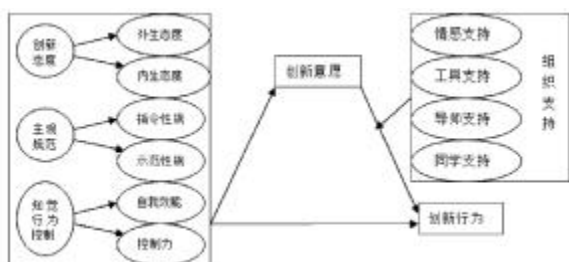 创新
态度
外生态度
内生态度
主观
规范
指令性规
示范性规
知觉
行为
控制
自我效能
控制力
创新意愿
创新行为
情感支持
工具支持
导师支持
同学支持
组
织
支
持